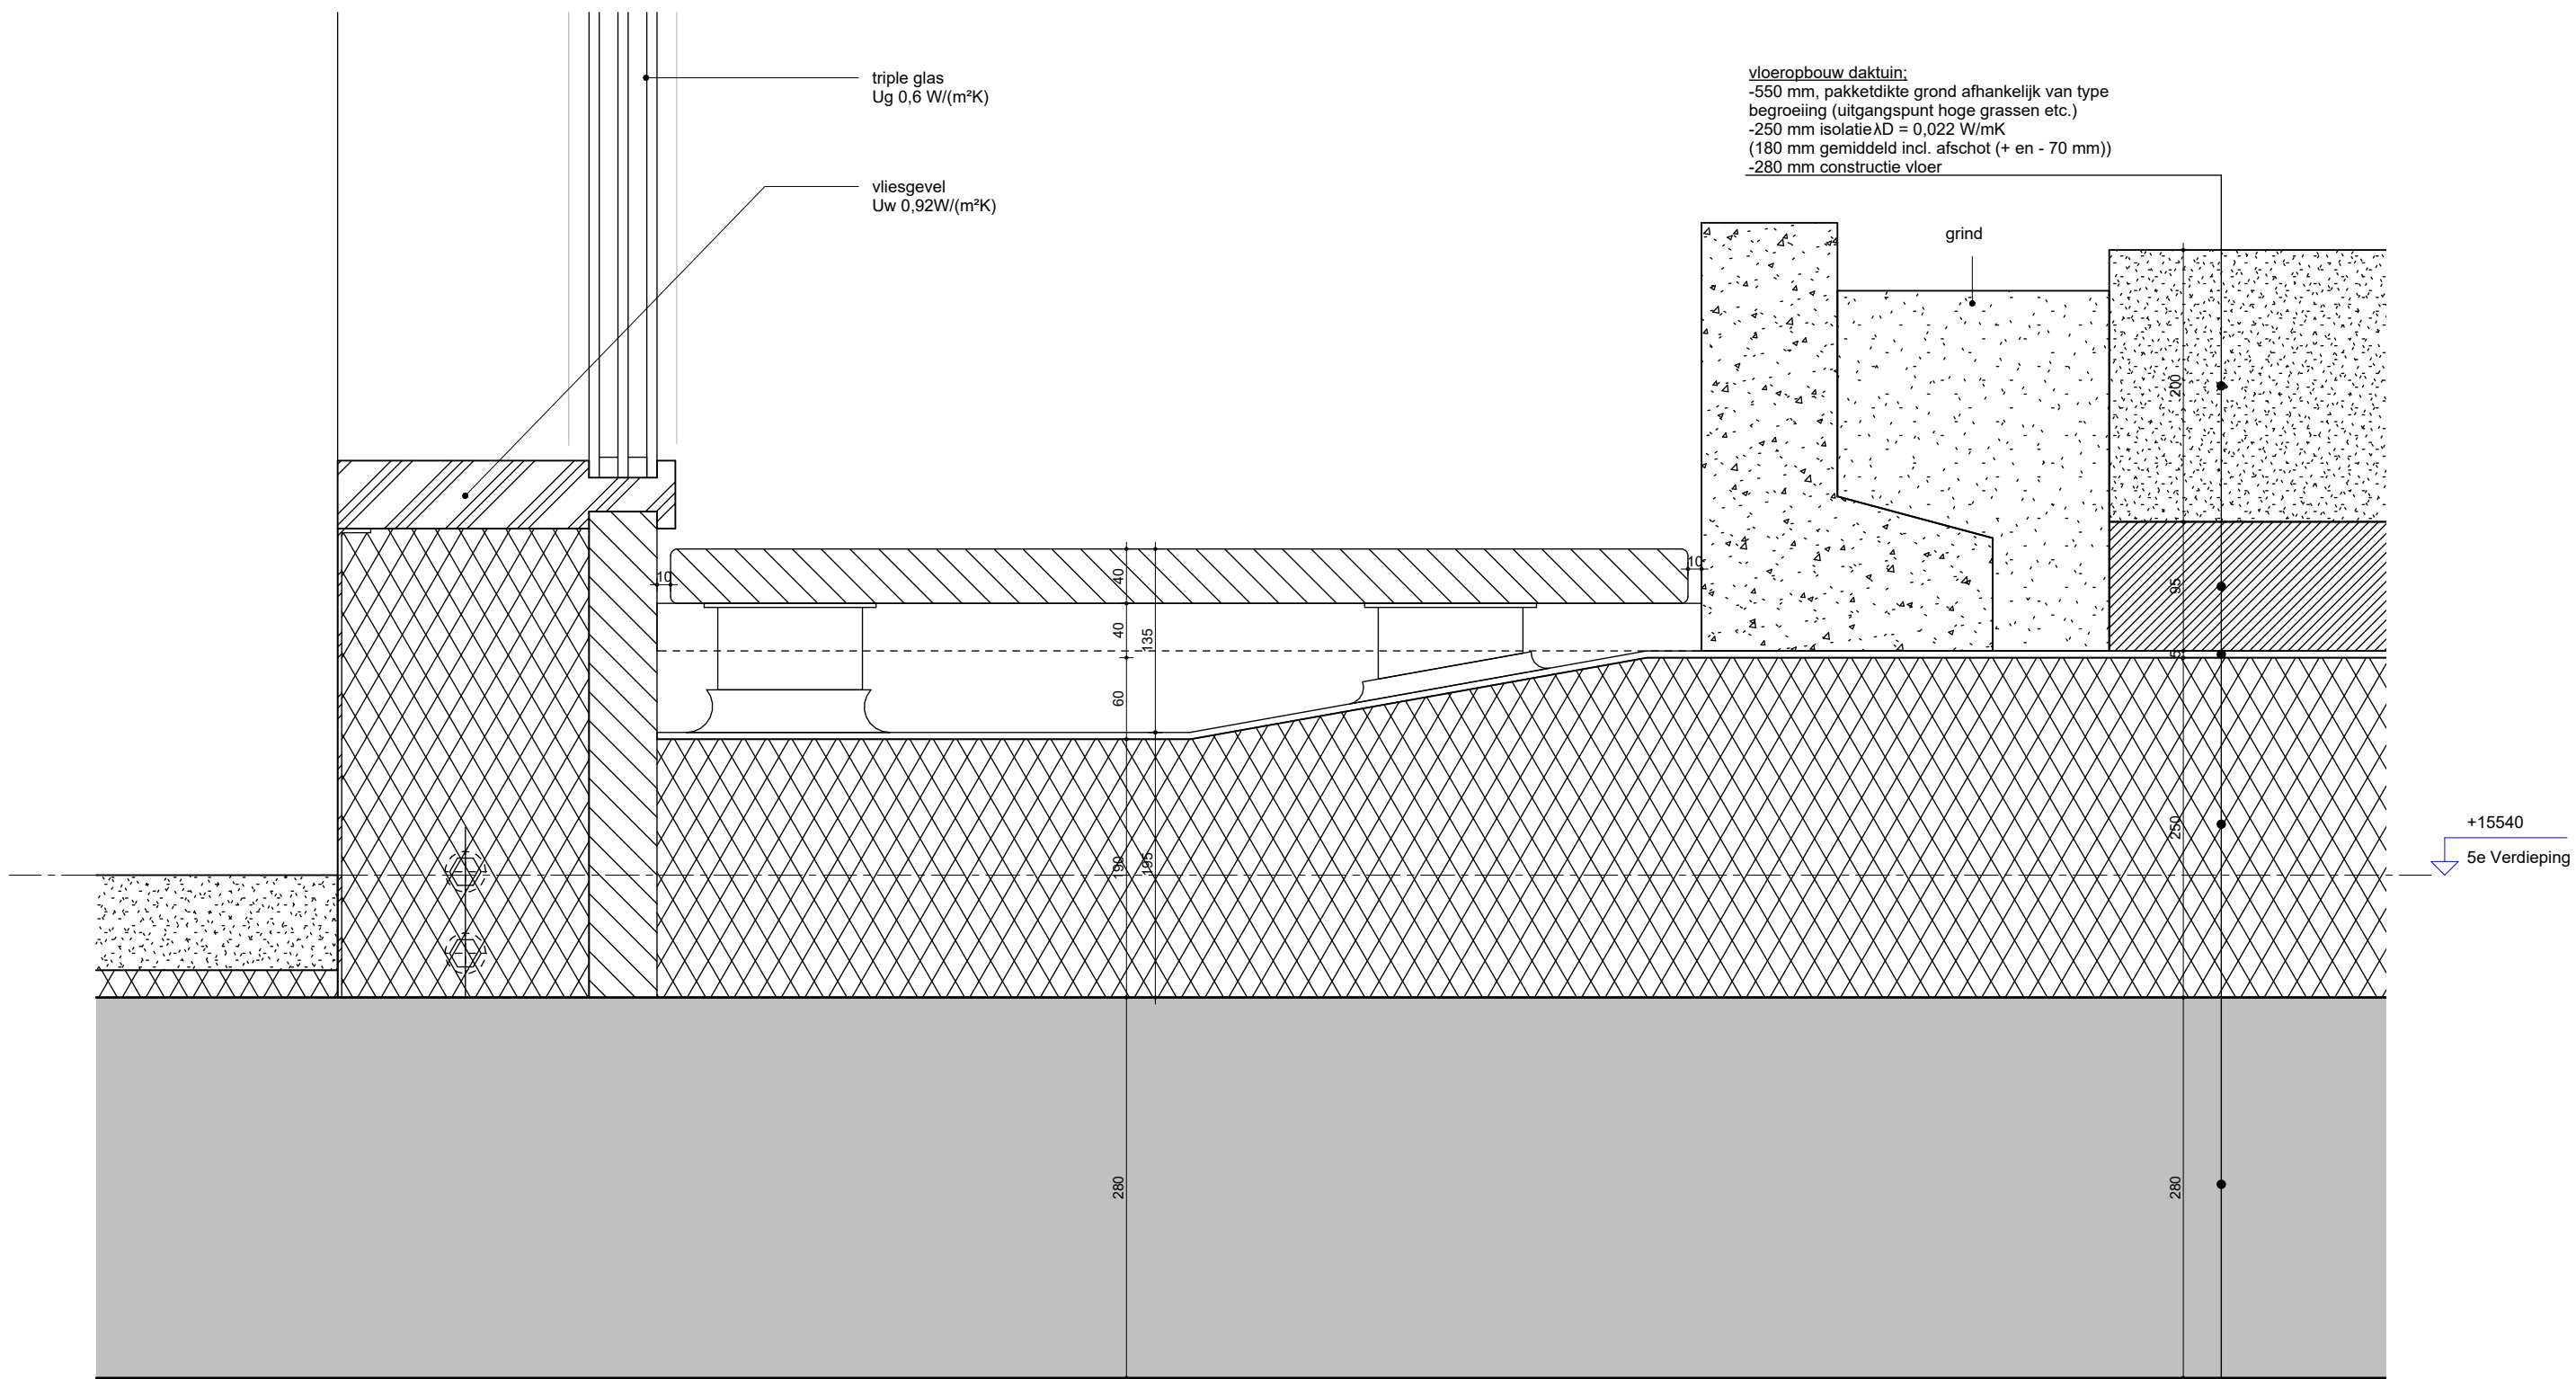 triple glas
Ug 0,6 W/(m²K)
vliesgevel
Uw 0,92W/(m²K)
vloeropbouw daktuin;
-550 mm, pakketdikte grond afhankelijk van type
begroeiing (uitgangspunt hoge grassen etc.)
-250 mm isolatie λD = 0,022 W/mK
(180 mm gemiddeld incl. afschot (+ en - 70 mm))
-280 mm constructie vloer
grind
200
10
40
10
95
40
135
5
60
+15540
5e Verdieping
190
195
250
280
280